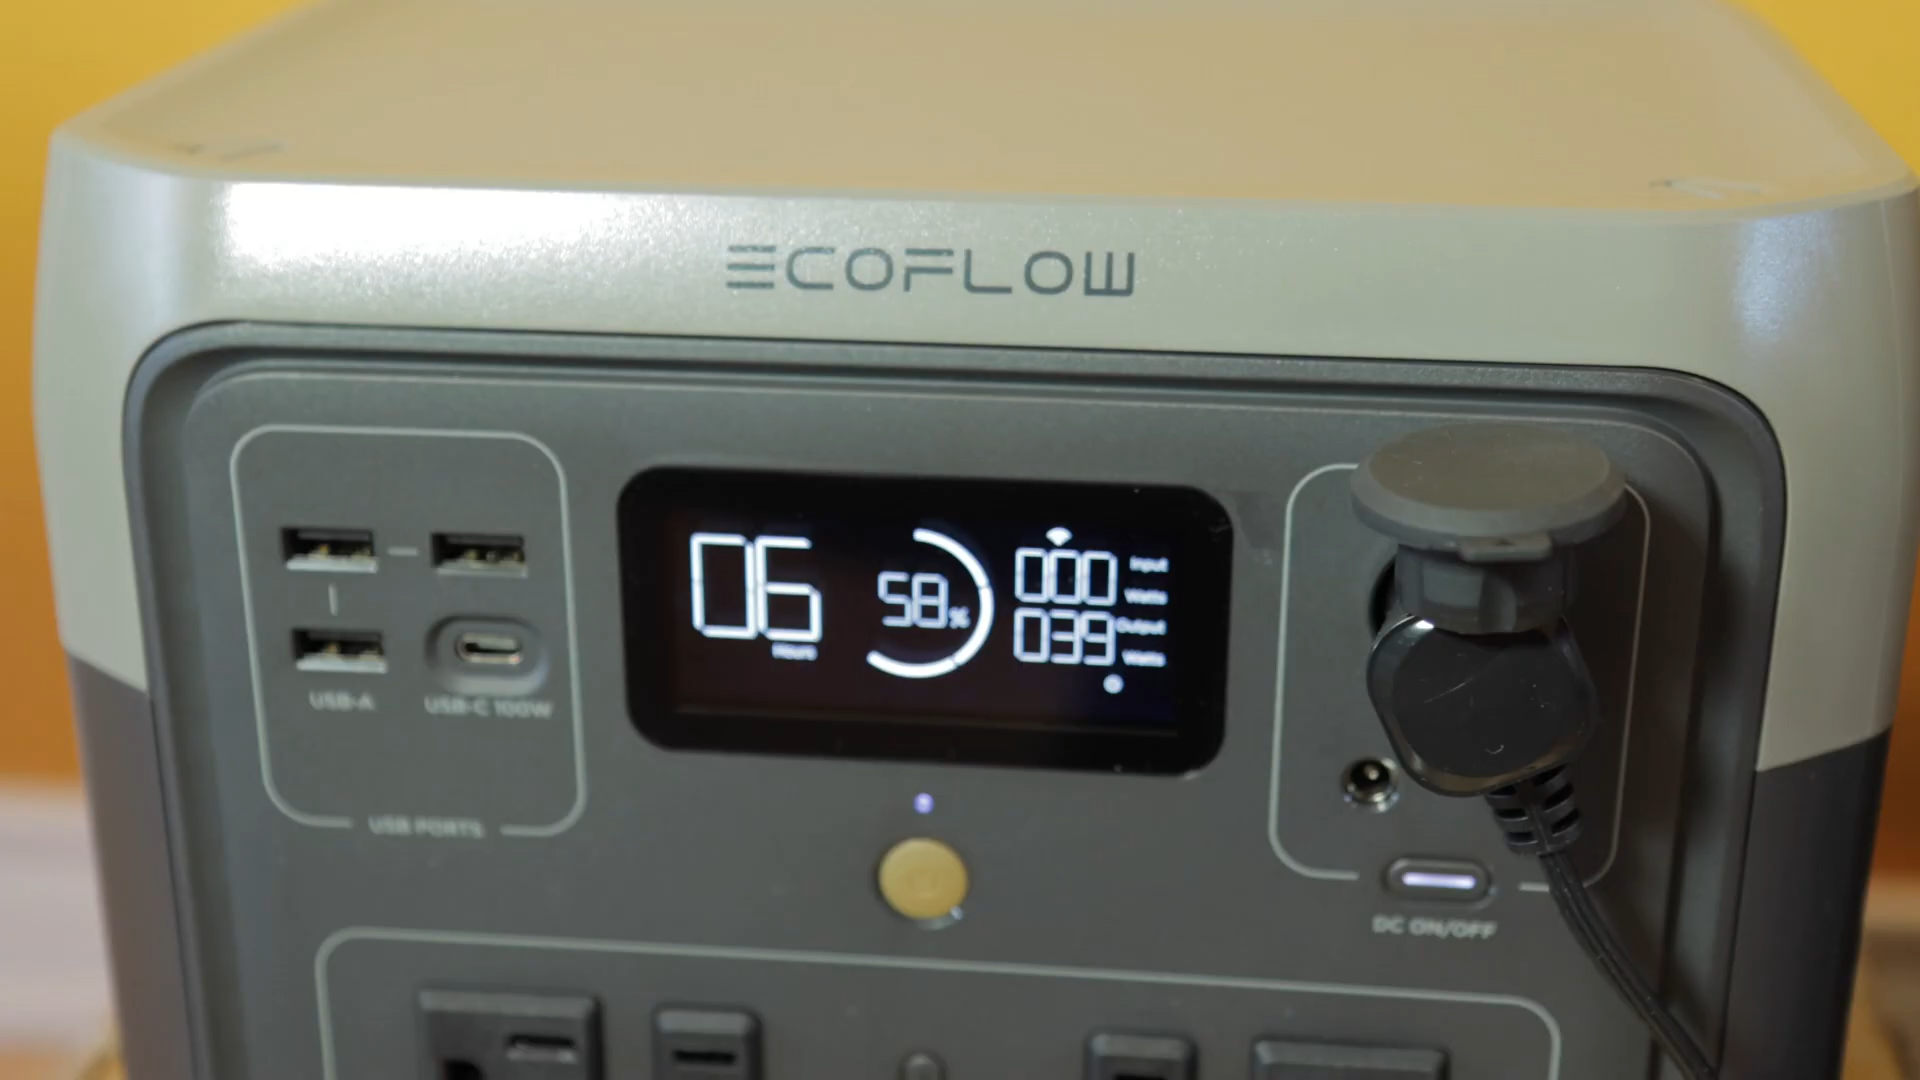 ECOFLOW
06
Hours
58%
000
Input
Watts
039
Output
Watts
USB-A
USB-C 100W
USB PORTS
DC ON/OFF